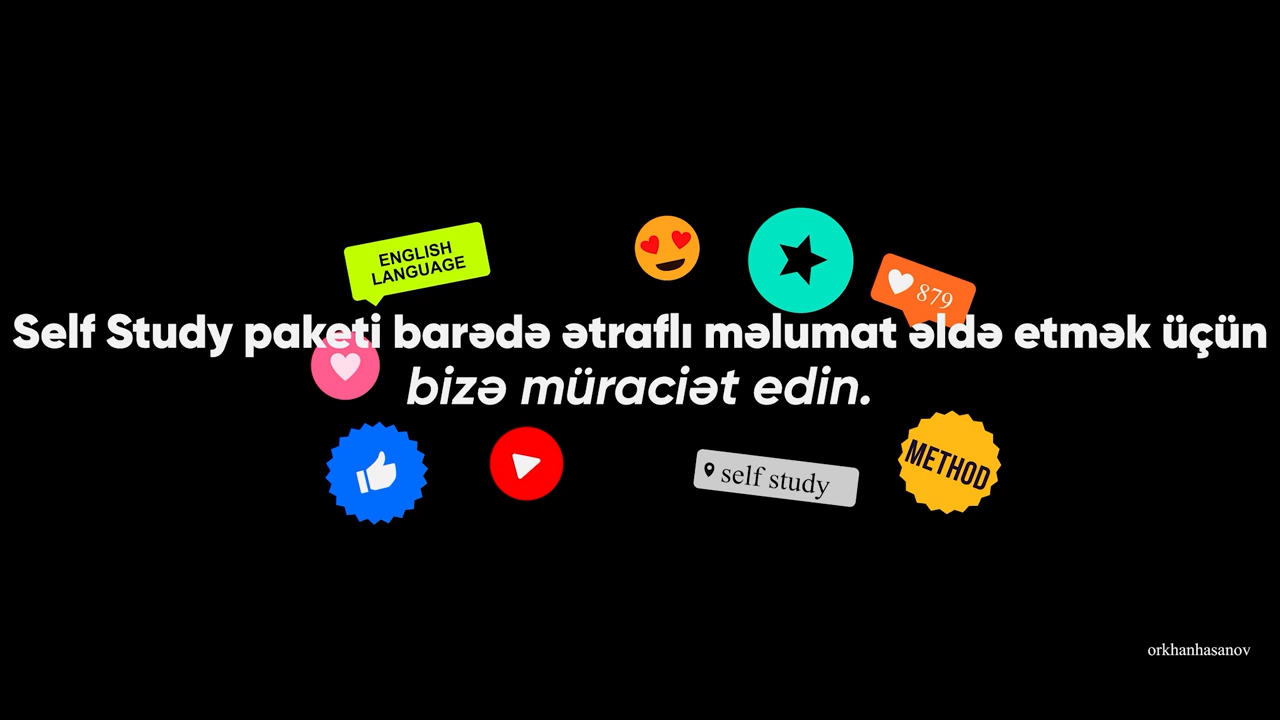 ENGLISH
LANGUAGE
879
Self Study paketi barədə ətraflı məlumat əldə etmək üçün
bizə müraciət edin.
self study
METHOD
orkhanhasanov